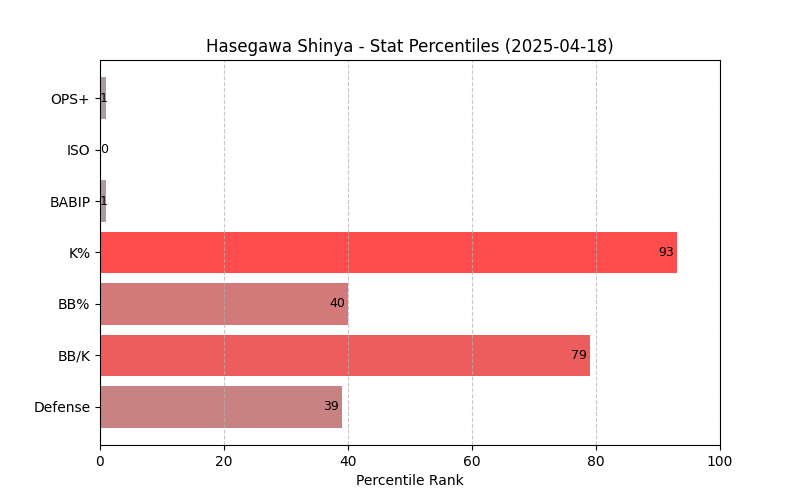 Hasegawa Shinya - Stat Percentiles (2025-04-18)
OPS+ 1
ISO 0
BABIP 1
K% 93
BB% 40
BB/K 79
Defense 39
0 20 40 60 80 100
Percentile Rank